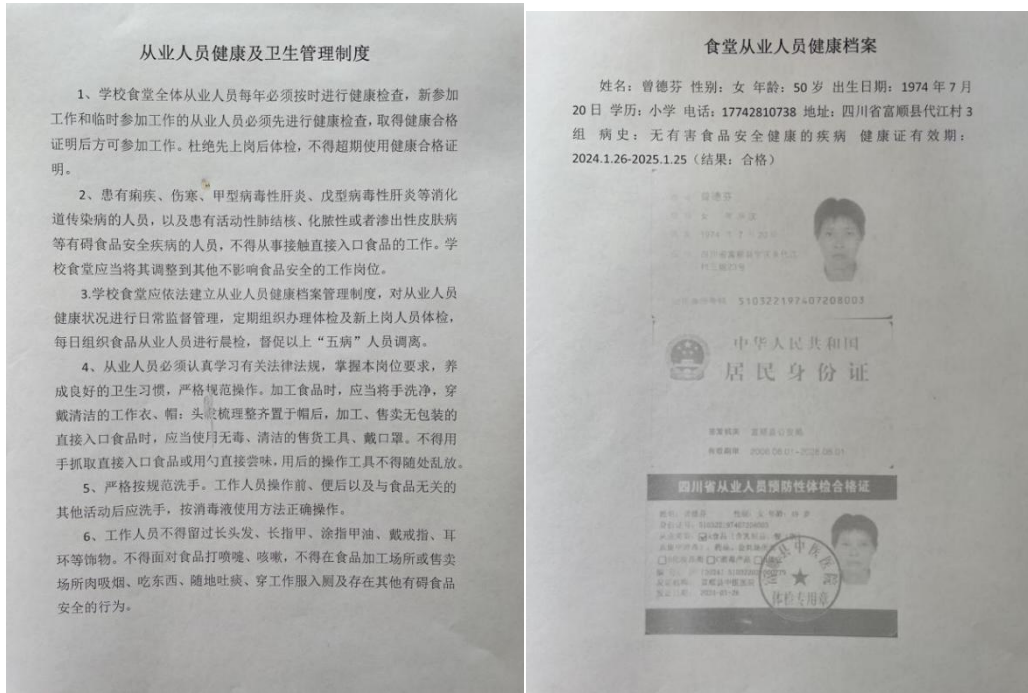 从业人员健康及卫生管理制度
1、学校食堂全体从业人员每年必须按时进行健康检查，新参加
工作和临时参加工作的从业人员必须先进行健康检查，取得健康合格
证明后方可参加工作。杜绝先上岗后体检，不得超期使用健康合格证
明。
2、患有痢疾、伤寒、甲型病毒性肝炎、戊型病毒性肝炎等消化
道传染病的人员，以及患有活动性肺结核、化脓性或者渗出性皮肤病
等有碍食品安全疾病的人员，不得从事接触直接入口食品的工作。学
校食堂应当将其调整到其他不影响食品安全的工作岗位。
3.学校食堂应依法建立从业人员健康档案管理制度，对从业人员
健康状况进行日常监督管理，定期组织办理体检及新上岗人员体检，
每日组织食品从业人员进行晨检，督促以上“五病”人员调离。
4、从业人员必须认真学习有关法律法规，掌握本岗位要求，养
成良好的卫生习惯，严格规范操作。加工食品时，应当将手洗净，穿
戴清洁的工作衣、帽：头发梳理整齐置于帽后，加工、售卖无包装的
直接入口食品时，应当使用无毒、清洁的售货工具、戴口罩。不得用
手抓取直接入口食品或用勺直接尝味，用后的操作工具不得随处乱放。
5、严格按规范洗手。工作人员操作前、便后以及与食品无关的
其他活动后应洗手，按消毒液使用方法正确操作。
6、工作人员不得留过长头发、长指甲、涂指甲油、戴戒指、耳
环等饰物。不得面对食品打喷嚏、咳嗽，不得在食品加工场所或售卖
场所肉吸烟、吃东西、随地吐痰、穿工作服入厕及存在其他有碍食品
安全的行为。
食堂从业人员健康档案
姓名：曾德芬 性别：女 年龄：50 岁 出生日期：1974 年 7 月
20 日 学历：小学 电话：17742810738 地址：四川省富顺县代江村 3
组 病史：无有害食品安全健康的疾病 健康证有效期：
2024.1.26-2025.1.25（结果：合格）
曾德芬
510322197407208003
中华人民共和国
居民身份证
富顺县公安局
四川省从业人员预防性体检合格证
体检专用章